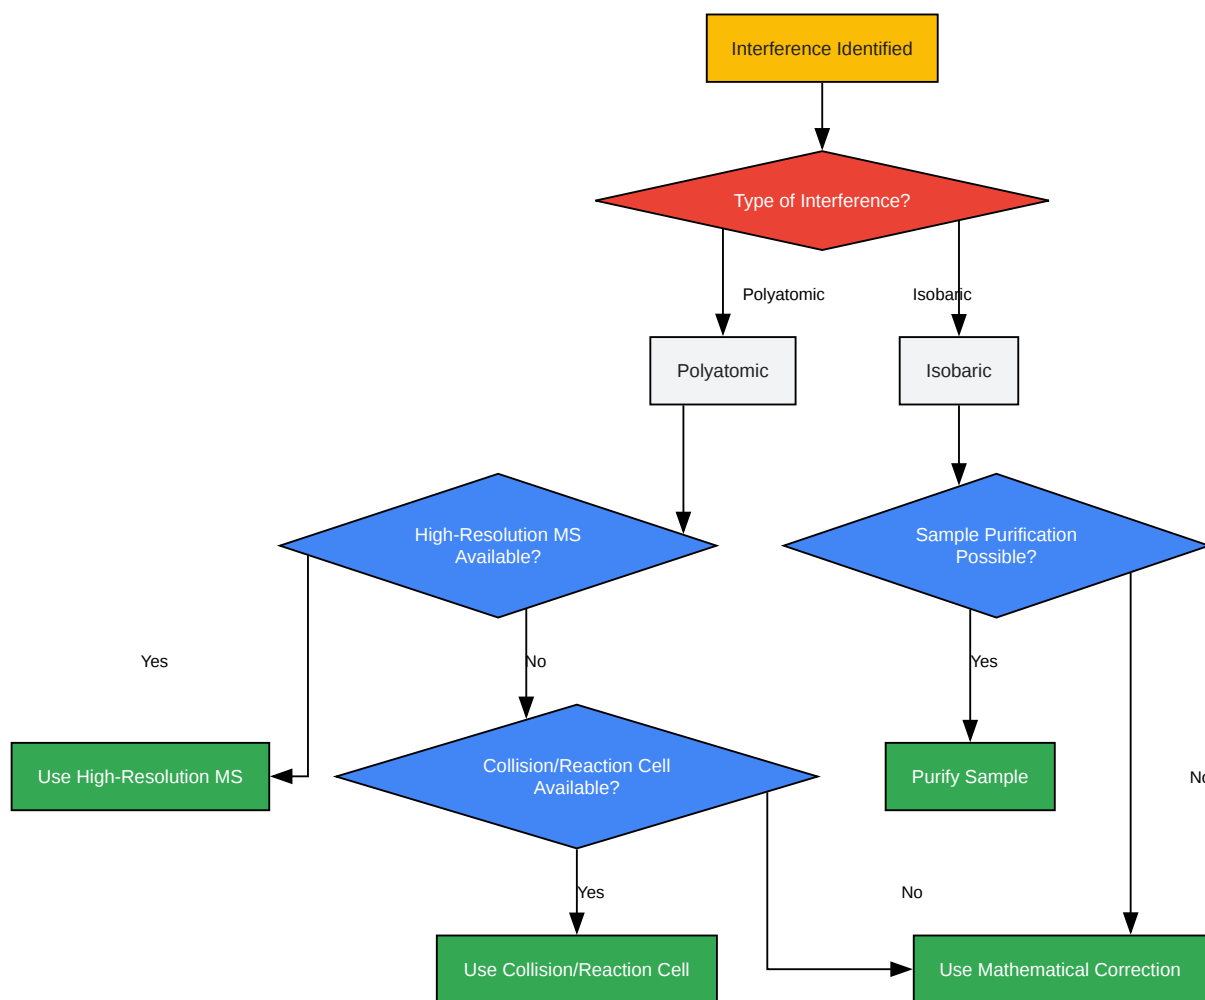 Interference Identified
Type of Interference?
Polyatomic
Isobaric
Polyatomic
Isobaric
High-Resolution MS
Available?
Sample Purification
Possible?
Yes
No
Yes
Use High-Resolution MS
Collision/Reaction Cell
Available?
Purify Sample
No
Yes
No
Use Collision/Reaction Cell
Use Mathematical Correction